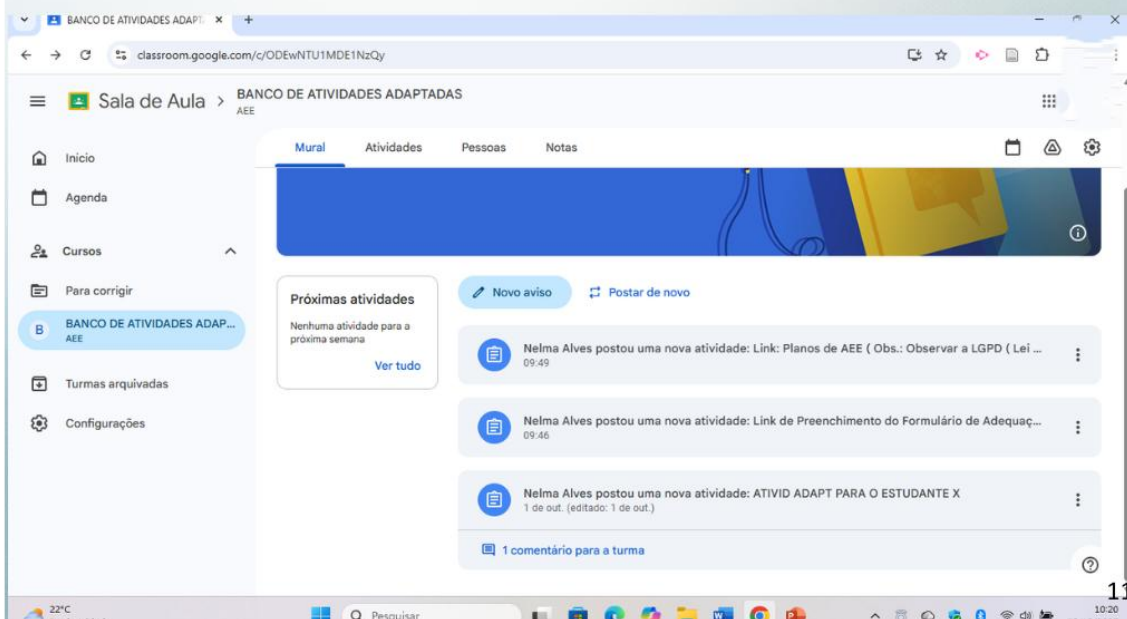 BANCO DE ATIVIDADES ADAPT
classroom.google.com/c/ODEwNTU1MDE1NzQy
Sala de Aula > BANCO DE ATIVIDADES ADAPTADAS
AEE
Mural Atividades Pessoas Notas
Início
Agenda
Cursos
Para corrigir
B BANCO DE ATIVIDADES ADAP...
AEE
Turmas arquivadas
Configurações
Próximas atividades
Nenhuma atividade para a
próxima semana
Ver tudo
Novo aviso Postar de novo
Nelma Alves postou uma nova atividade: Link: Planos de AEE ( Obs.: Observar a LGPD ( Lei ...
09:49
Nelma Alves postou uma nova atividade: Link de Preenchimento do Formulário de Adequaç...
09:46
Nelma Alves postou uma nova atividade: ATIVID ADAPT PARA O ESTUDANTE X
1 de out. (editado: 1 de out.)
1 comentário para a turma
11
22°C
Pesquisar
10:20